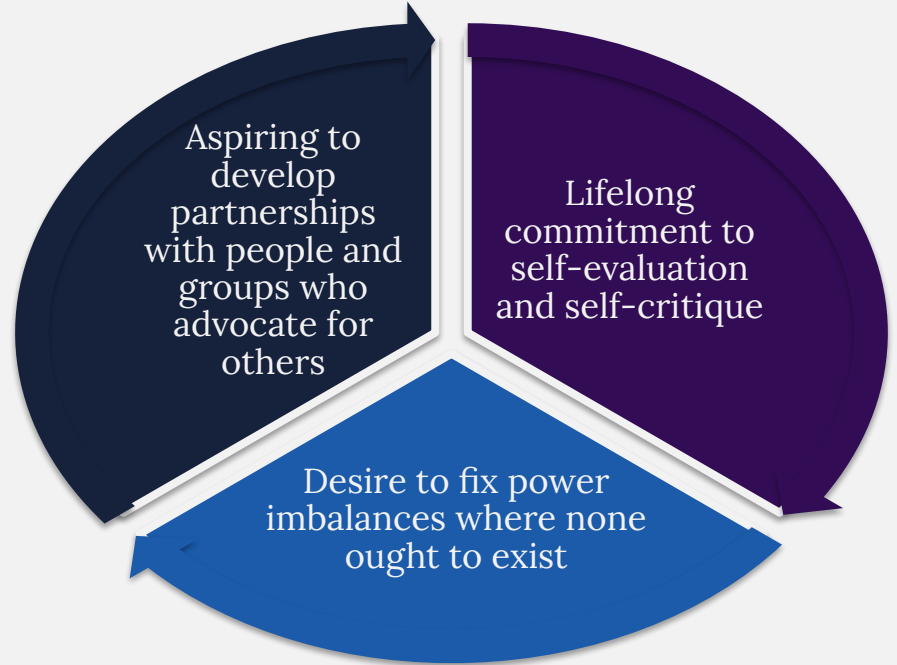 Aspiring to
develop
partnerships
with people and
groups who
advocate for
others
Lifelong
commitment to
self-evaluation
and self-critique
Desire to fix power
imbalances where none
ought to exist